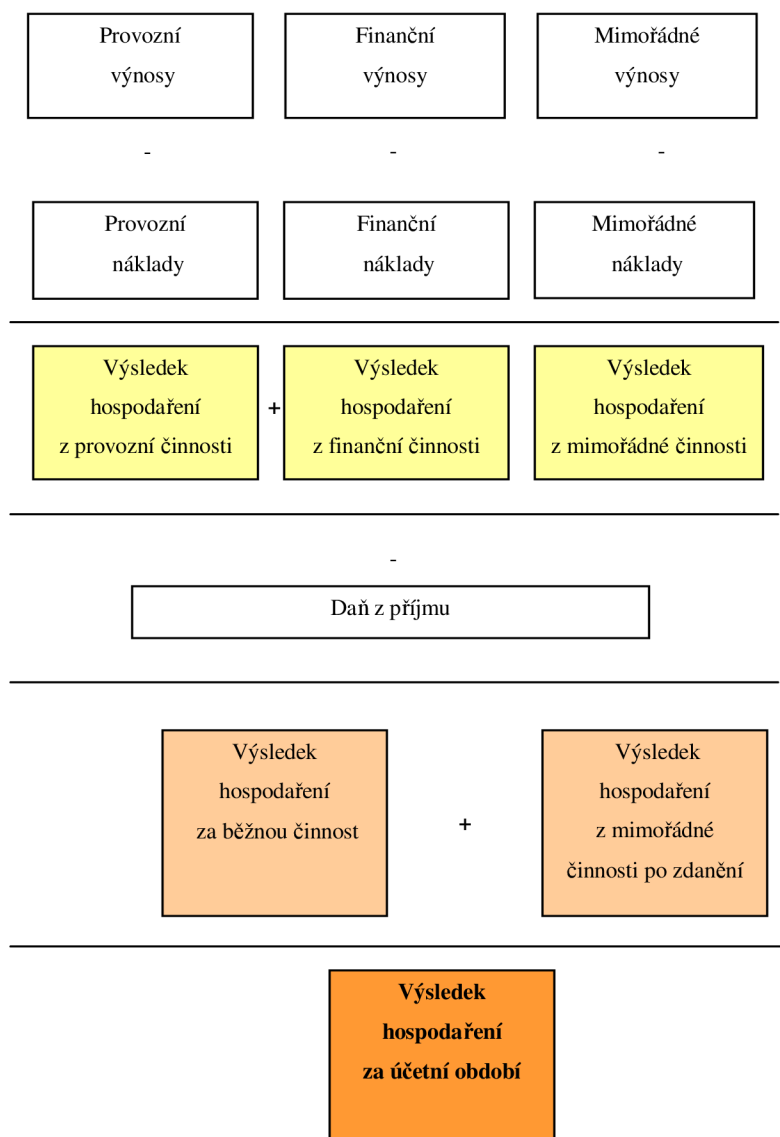 Provozní
výnosy
Finanční
výnosy
Mimořádné
výnosy
-
-
-
Provozní
náklady
Finanční
náklady
Mimořádné
náklady
Výsledek
hospodaření
z provozní činnosti
+
Výsledek
hospodaření
z finanční činnosti
Výsledek
hospodaření
z mimořádné činnosti
-
Daň z příjmu
Výsledek
hospodaření
za běžnou činnost
+
Výsledek
hospodaření
z mimořádné
činnosti po zdanění
Výsledek
hospodaření
za účetní období